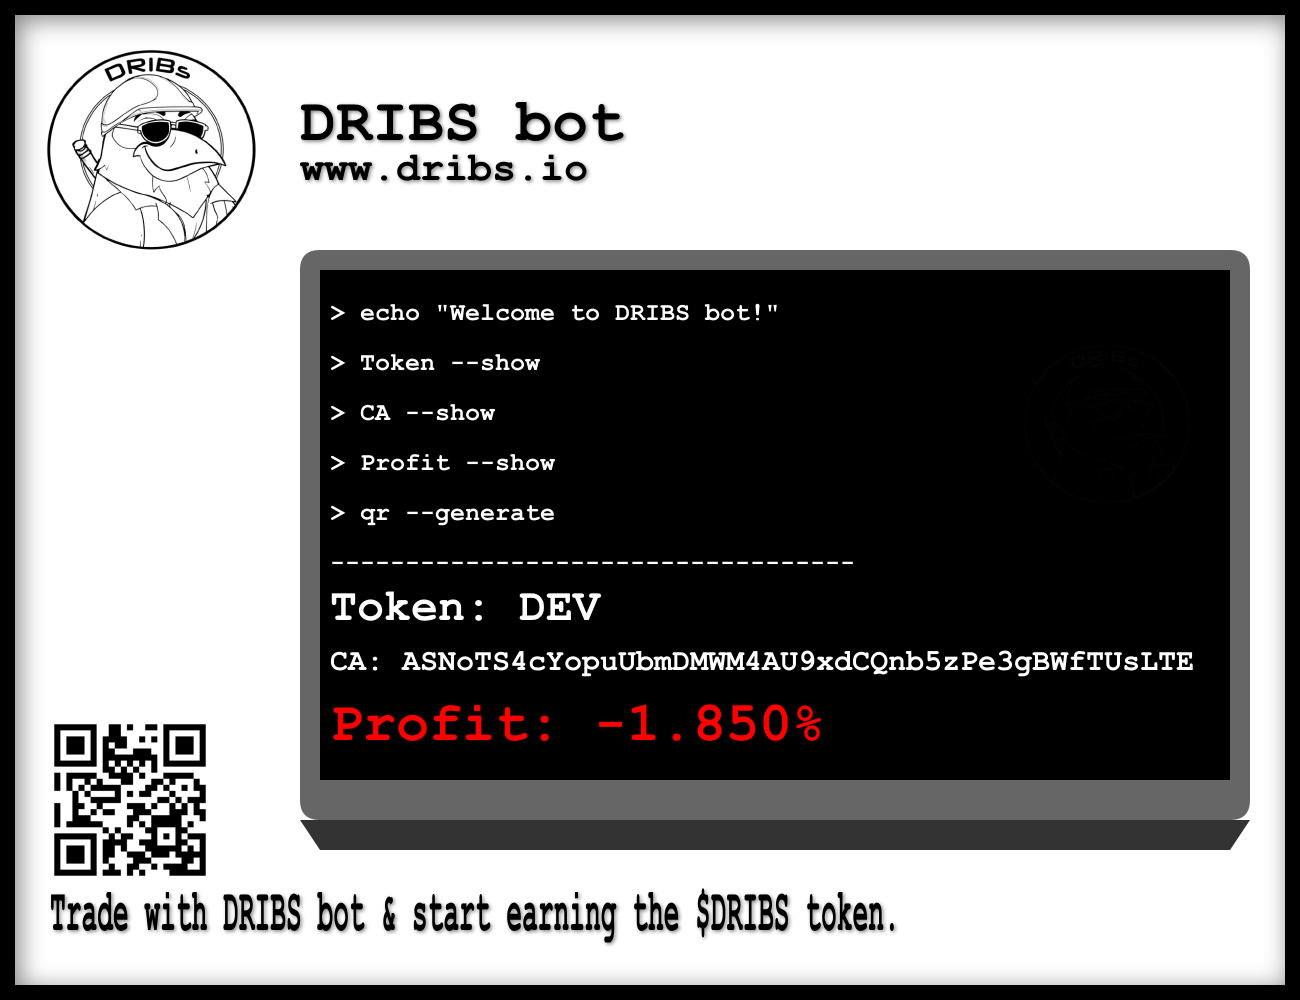 DRIBs
DRIBS bot
www.dribs.io
> echo "Welcome to DRIBS bot!"
> Token --show
> CA --show
> Profit --show
> qr --generate
-----------------------------------
Token: DEV
CA: ASNoTS4cYopuUbmDMWM4AU9xdCQnb5zPe3gBWfTUsLTE
Profit: -1.850%
Trade with DRIBS bot & start earning the $DRIBS token.